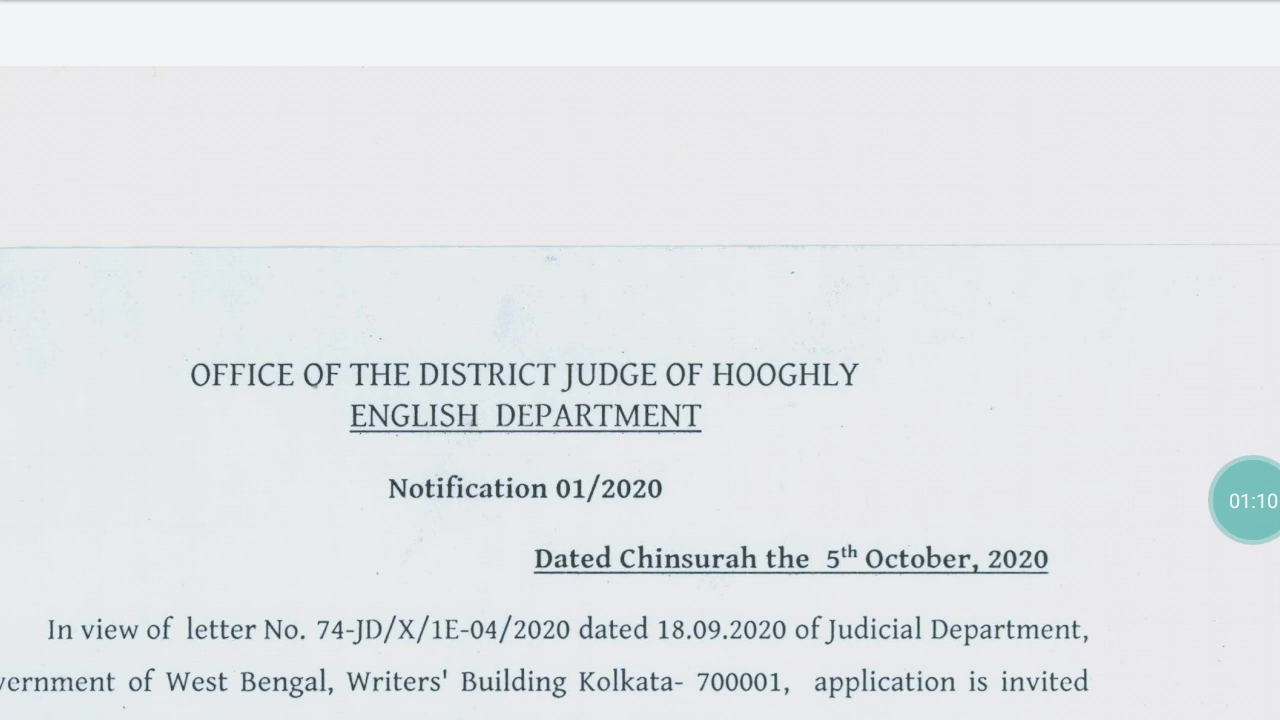 OFFICE OF THE DISTRICT JUDGE OF HOOGHLY
ENGLISH DEPARTMENT
Notification 01/2020
Dated Chinsurah the 5th October, 2020
01:10
In view of letter No. 74-JD/X/1E-04/2020 dated 18.09.2020 of Judicial Department,
of West Bengal, Writers' Building Kolkata- 700001, application is invited